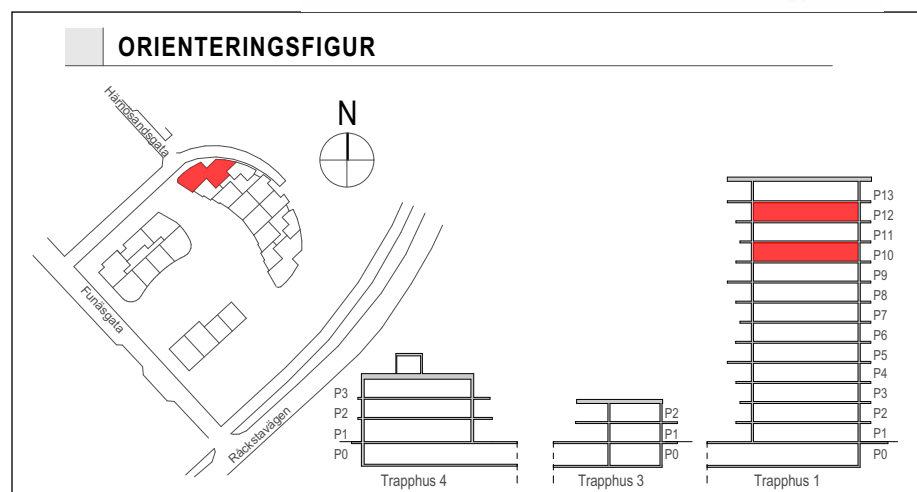 ORIENTERINGSFIGUR
Härnösandsgata
N
Funäsgata
Råckstavägen
P3
P2
P1
P0
Trapphus 4
P2
P1
P0
Trapphus 3
P13
P12
P11
P10
P9
P8
P7
P6
P5
P4
P3
P2
P1
P0
Trapphus 1